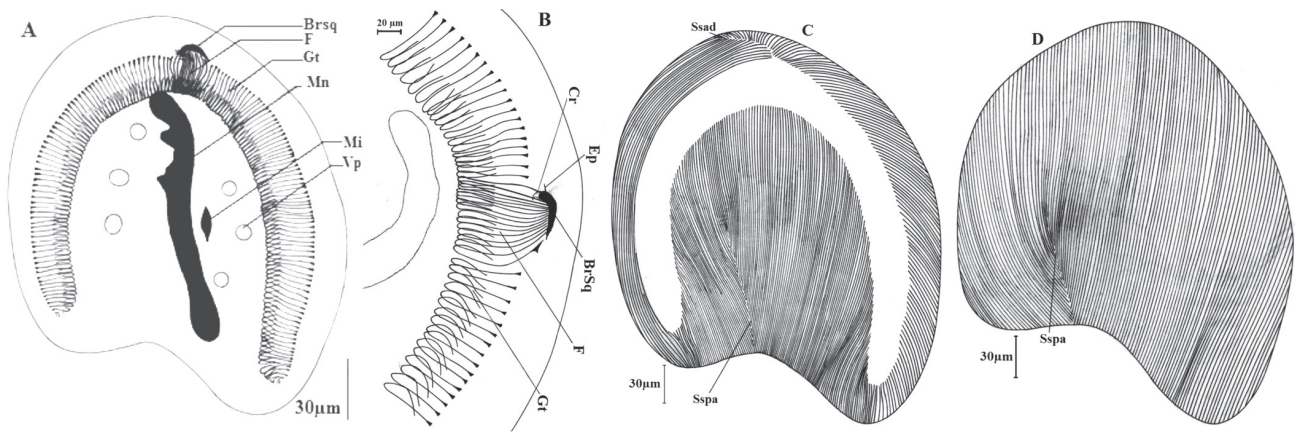 A
Brsq
F
Gt
Mn
Mi
Vp
30µm
B
20 µm
Cr
Ep
BrSq
F
Gt
C
Ssad
Sspa
30µm
D
Sspa
30µm